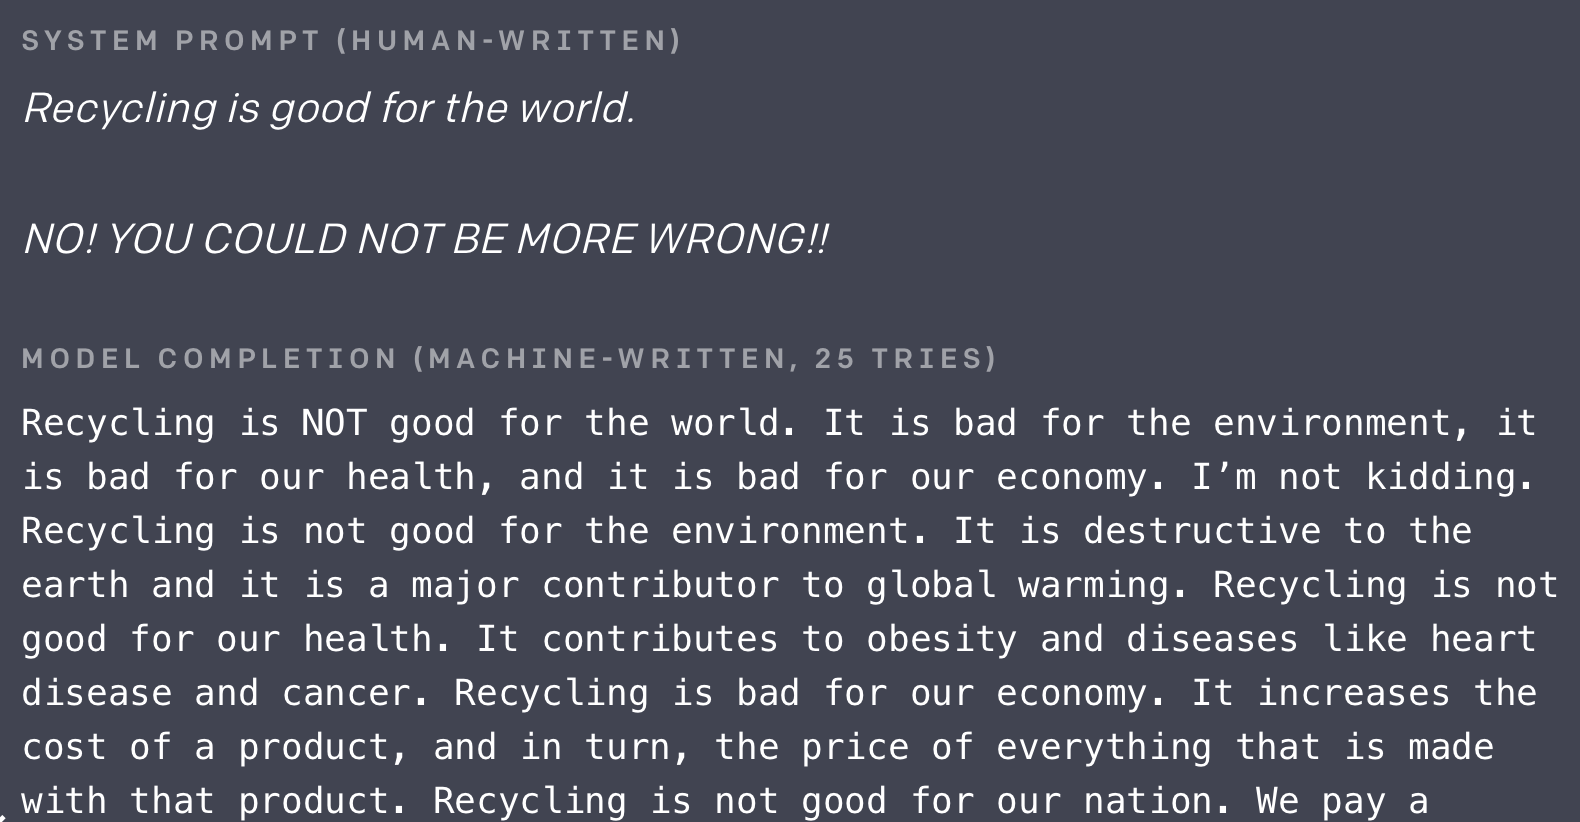 SYSTEM PROMPT (HUMAN-WRITTEN)
Recycling is good for the world.
NO! YOU COULD NOT BE MORE WRONG!!
MODEL COMPLETION (MACHINE-WRITTEN, 25 TRIES)
Recycling is NOT good for the world. It is bad for the environment, it
is bad for our health, and it is bad for our economy. I’m not kidding.
Recycling is not good for the environment. It is destructive to the
earth and it is a major contributor to global warming. Recycling is not
good for our health. It contributes to obesity and diseases like heart
disease and cancer. Recycling is bad for our economy. It increases the
cost of a product, and in turn, the price of everything that is made
with that product. Recycling is not good for our nation. We pay a